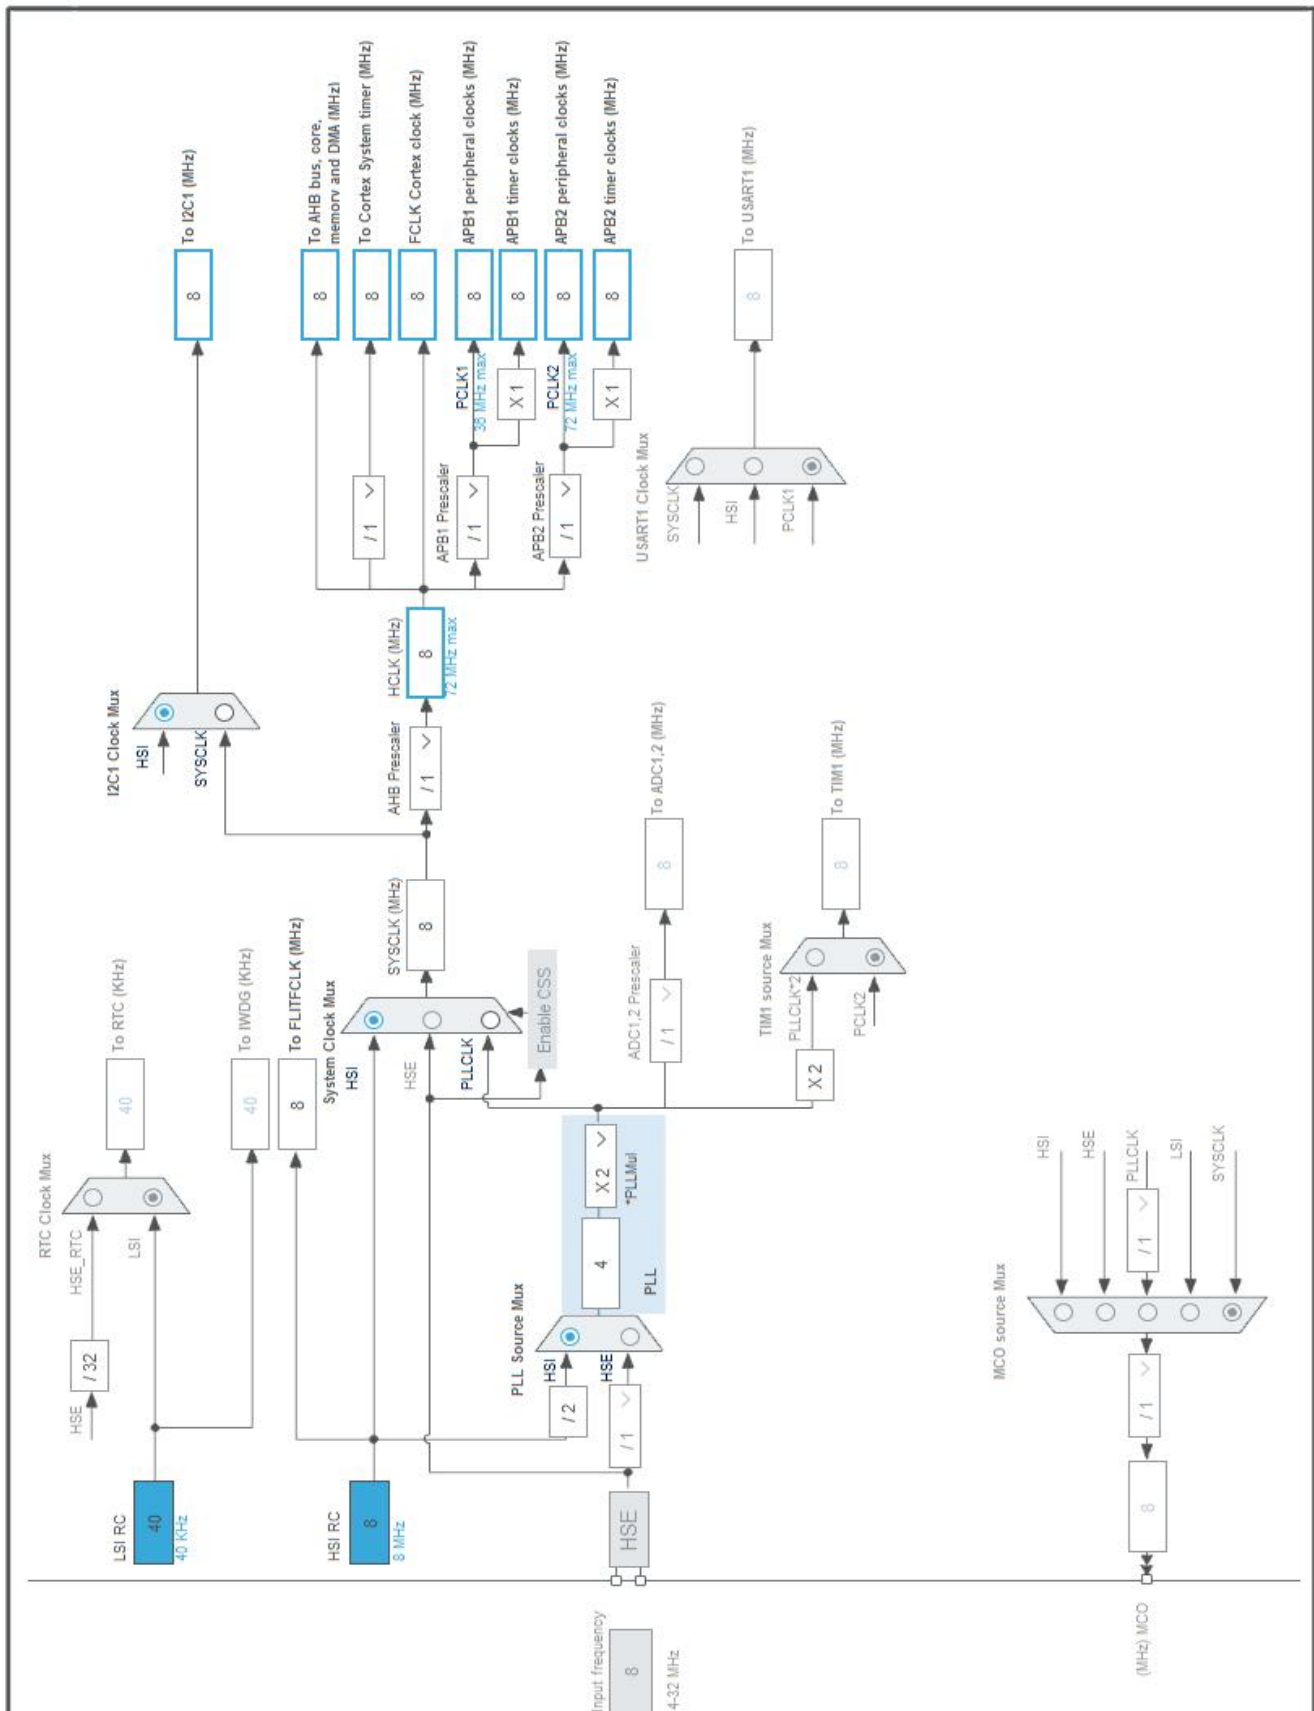 RTC Clock Mux
HSE
/ 32
HSE_RTC
LSI
40
To RTC (KHz)
LSI RC
40
40 KHz
40
To IWDG (KHz)
HSI RC
8
8 MHz
8
To FLITFCLK (MHz)
I2C1 Clock Mux
HSI
SYSCLK
8
To I2C1 (MHz)
System Clock Mux
HSI
HSE
PLLCLK
Enable CSS
SYSCLK (MHz)
8
AHB Prescaler
/ 1
HCLK (MHz)
8
72 MHz max
8
To AHB bus, core,
memory and DMA (MHz)
/ 1
8
To Cortex System timer (MHz)
8
FCLK Cortex clock (MHz)
APB1 Prescaler
/ 1
PCLK1
36 MHz max
8
APB1 peripheral clocks (MHz)
X 1
8
APB1 timer clocks (MHz)
APB2 Prescaler
/ 1
PCLK2
72 MHz max
8
APB2 peripheral clocks (MHz)
X 1
8
APB2 timer clocks (MHz)
Input frequency
8
4-32 MHz
HSE
/ 2
/ 1
PLL Source Mux
HSI
HSE
4
X 2
*PLLMul
PLL
ADC1,2 Prescaler
/ 1
8
To ADC1,2 (MHz)
X 2
TIM1 source Mux
PLLCLK*2
PCLK2
8
To TIM1 (MHz)
USART1 Clock Mux
SYSCLK
HSI
PCLK1
8
To USART1 (MHz)
MCO source Mux
(MHz) MCO
8
/ 1
HSI
HSE
/ 1
PLLCLK
LSI
SYSCLK